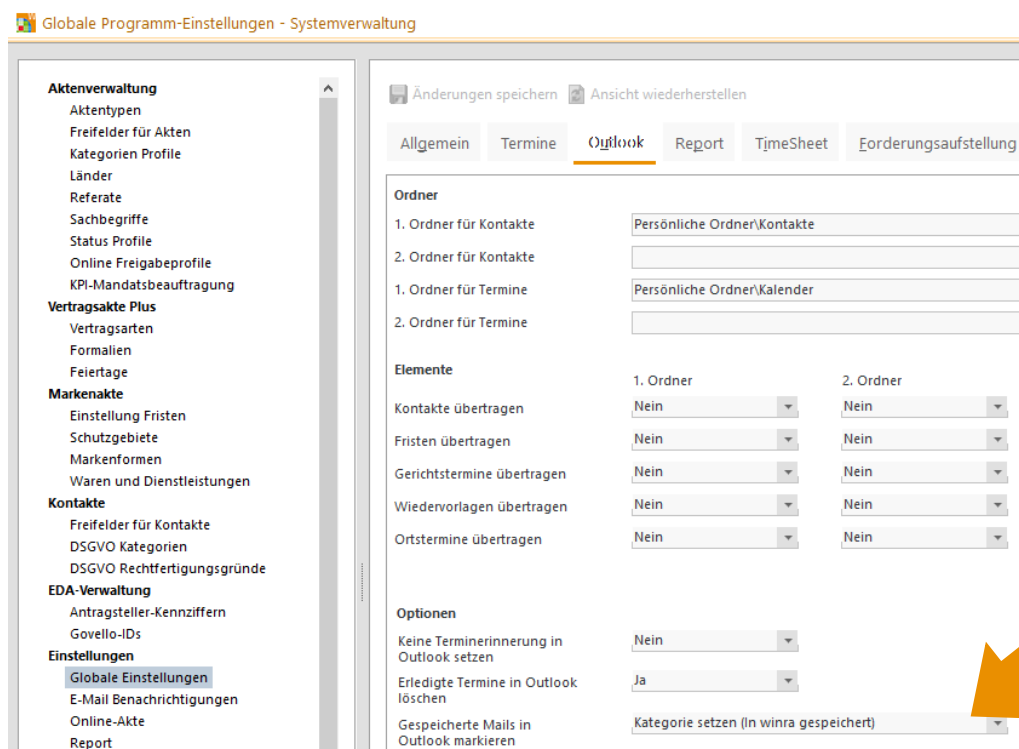 Globale Programm-Einstellungen - Systemverwaltung
Aktenverwaltung
Aktentypen
Freifelder für Akten
Kategorien Profile
Länder
Referate
Sachbegriffe
Status Profile
Online Freigabeprofile
KPI-Mandatsbeauftragung
Vertragsakte Plus
Vertragsarten
Formalien
Feiertage
Markenakte
Einstellung Fristen
Schutzgebiete
Markenformen
Waren und Dienstleistungen
Kontakte
Freifelder für Kontakte
DSGVO Kategorien
DSGVO Rechtfertigungsgründe
EDA-Verwaltung
Antragsteller-Kennziffern
Govello-IDs
Einstellungen
Globale Einstellungen
E-Mail Benachrichtigungen
Online-Akte
Report
Änderungen speichern Ansicht wiederherstellen
Allgemein Termine Outlook Report TimeSheet Forderungsaufstellung
Ordner
1. Ordner für Kontakte Persönliche Ordner\Kontakte
2. Ordner für Kontakte
1. Ordner für Termine Persönliche Ordner\Kalender
2. Ordner für Termine
Elemente
1. Ordner 2. Ordner
Kontakte übertragen Nein Nein
Fristen übertragen Nein Nein
Gerichtstermine übertragen Nein Nein
Wiedervorlagen übertragen Nein Nein
Ortstermine übertragen Nein Nein
Optionen
Keine Terminerinnerung in Nein
Outlook setzen
Erledigte Termine in Outlook Ja
löschen
Gespeicherte Mails in Kategorie setzen (In winra gespeichert)
Outlook markieren